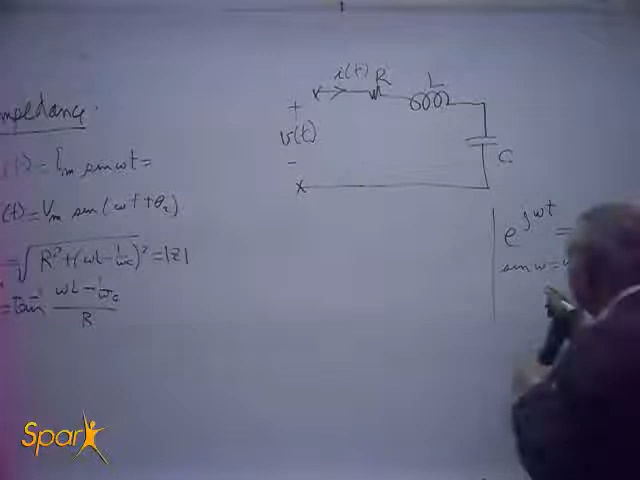 mpedance.
(t) = Im sin ωt =
(t) = Vm sin (ωt + θz)
= √R² + (ωL - 1/ωc)² = |Z|
= Tan⁻¹ ωL - 1/ωc / R
i(t) R L
+
v(t)
-
C
e^jωt =
sin ω =
Spark